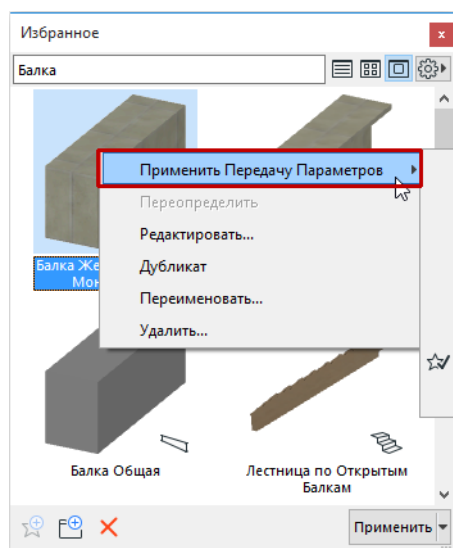 Избранное
Балка
Применить Передачу Параметров
Переопределить
Редактировать...
Дубликат
Переименовать...
Удалить...
Балка Же
Мон
Балка Общая
Лестница по Открытым
Балкам
Применить